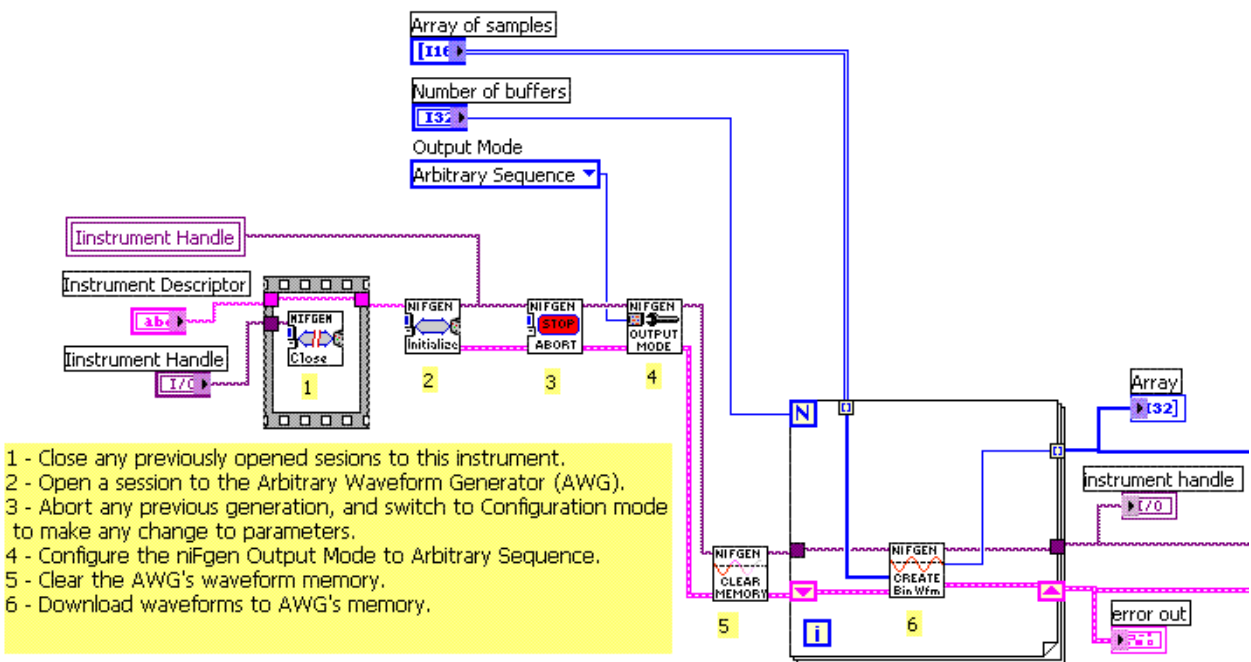 Array of samples
[I16
Number of buffers
I32
Output Mode
Arbitrary Sequence
Iinstrument Handle
Instrument Descriptor
abc
Iinstrument Handle
I/O
NIFGEN
Close
1
NIFGEN
Initialize
2
NIFGEN
STOP
ABORT
3
NIFGEN
OUTPUT
MODE
4
NIFGEN
CLEAR
MEMORY
5
N
i
NIFGEN
CREATE
Bin Wfm
6
Array
I32]
instrument handle
I/O
error out
1 - Close any previously opened sesions to this instrument.
2 - Open a session to the Arbitrary Waveform Generator (AWG).
3 - Abort any previous generation, and switch to Configuration mode
to make any change to parameters.
4 - Configure the niFgen Output Mode to Arbitrary Sequence.
5 - Clear the AWG's waveform memory.
6 - Download waveforms to AWG's memory.